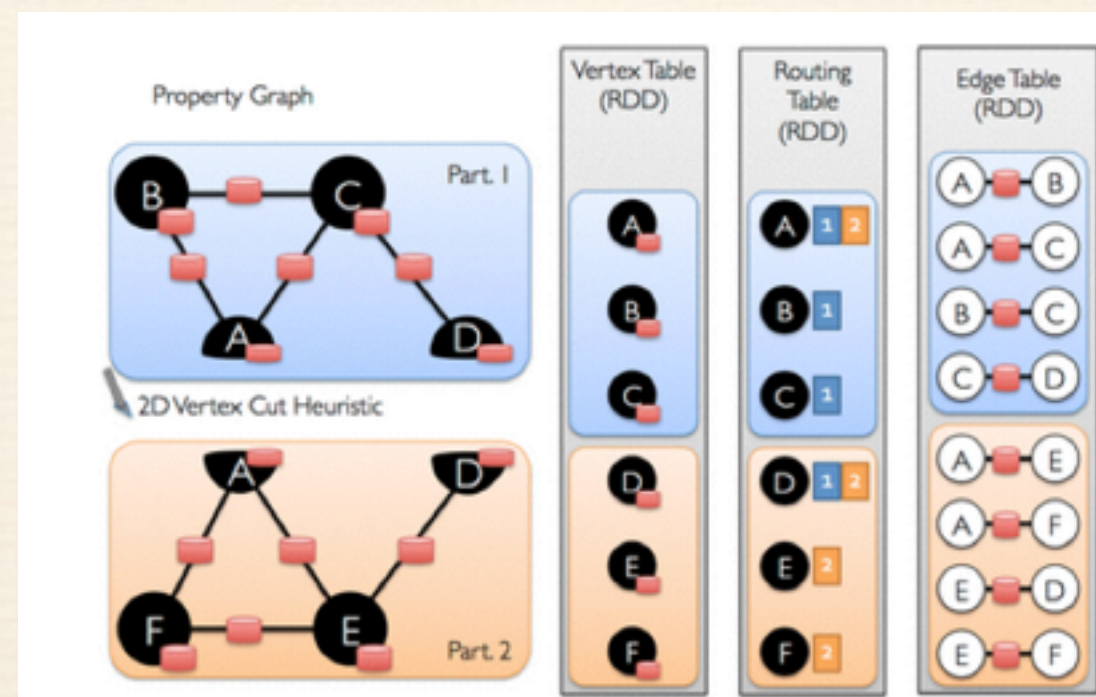 Property Graph
B
C
Part. 1
A
D
2D Vertex Cut Heuristic
A
D
F
E
Part. 2
Vertex Table
(RDD)
A
B
C
D
E
F
Routing
Table
(RDD)
A 1 2
B 1
C 1
D 1 2
E 2
F 2
Edge Table
(RDD)
A B
A C
B C
C D
A E
A F
E D
E F